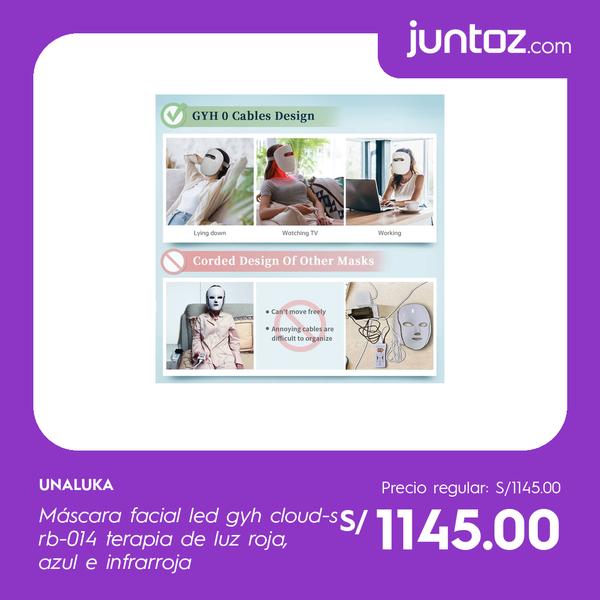 juntoz.com
GYH 0 Cables Design
Lying down
Watching TV
Working
Corded Design Of Other Masks
• Can't move freely
• Annoying cables are
difficult to organize
UNALUKA
Máscara facial led gyh cloud-s
rb-014 terapia de luz roja,
azul e infrarroja
Precio regular: S/1145.00
S/ 1145.00